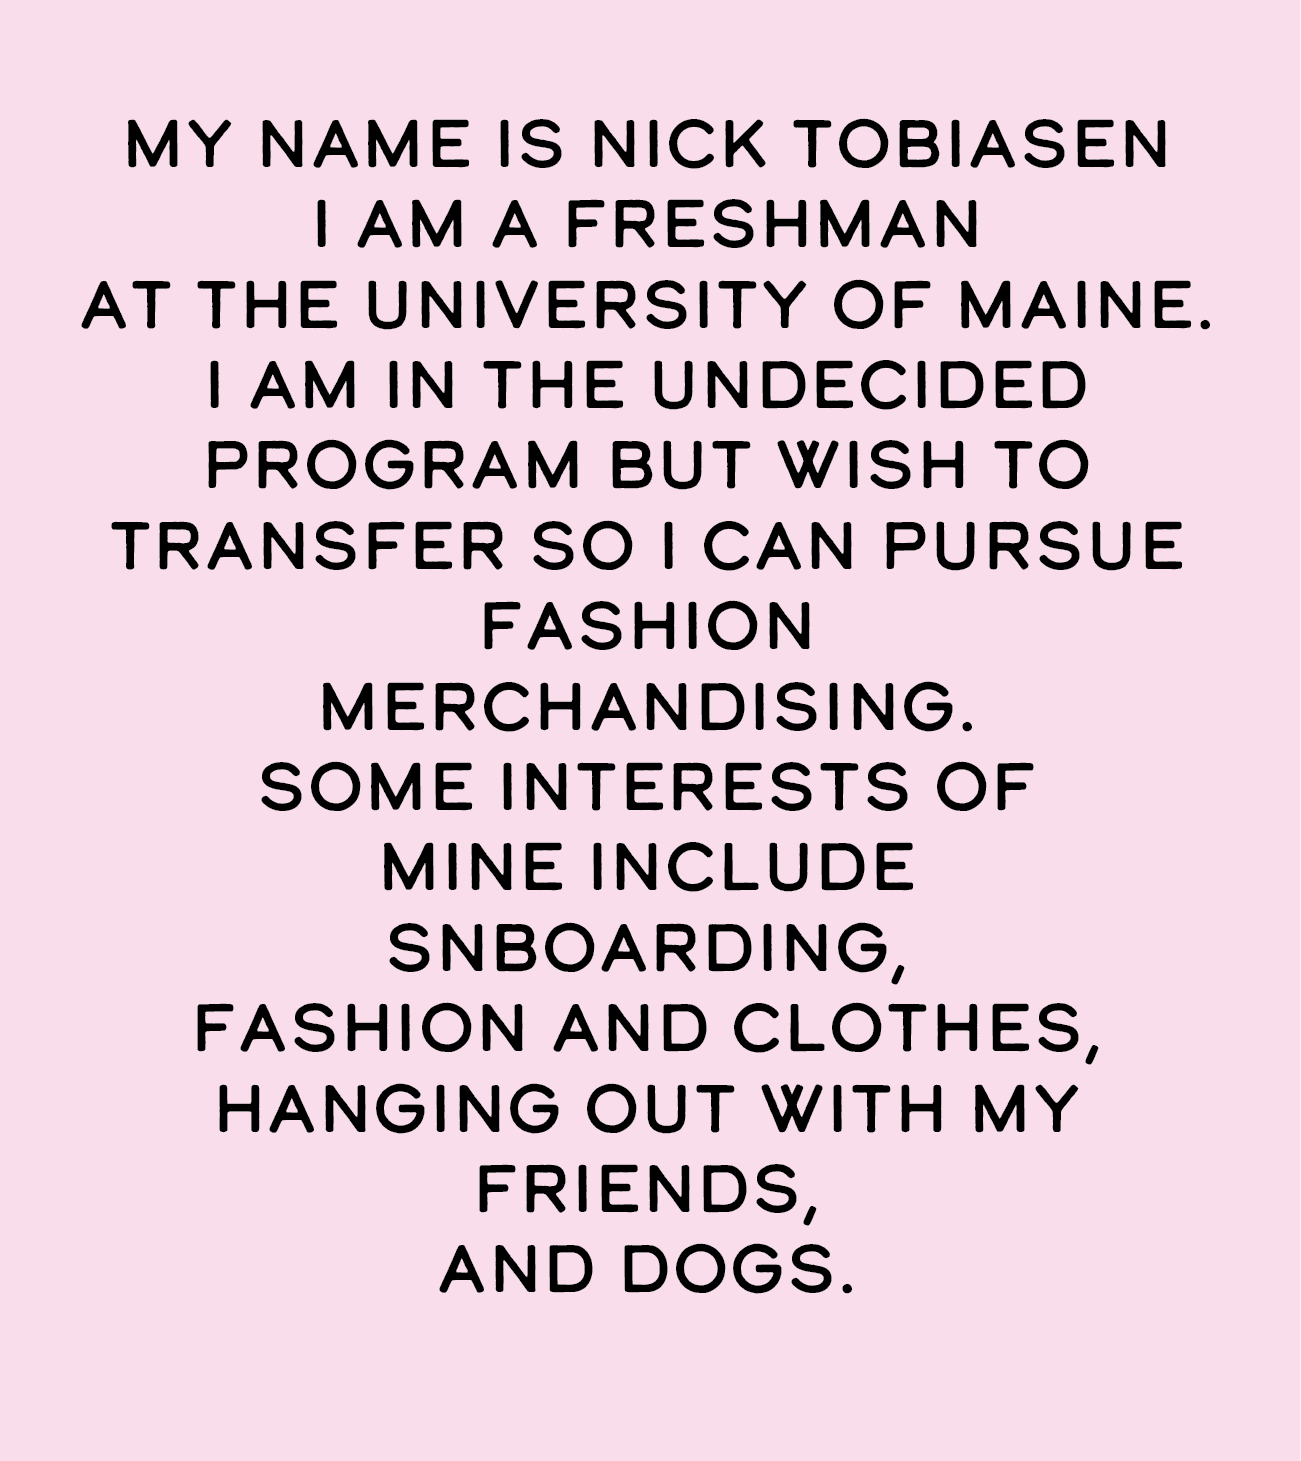 MY NAME IS NICK TOBIASEN
I AM A FRESHMAN
AT THE UNIVERSITY OF MAINE.
I AM IN THE UNDECIDED
PROGRAM BUT WISH TO
TRANSFER SO I CAN PURSUE
FASHION
MERCHANDISING.
SOME INTERESTS OF
MINE INCLUDE
SNBOARDING,
FASHION AND CLOTHES,
HANGING OUT WITH MY
FRIENDS,
AND DOGS.